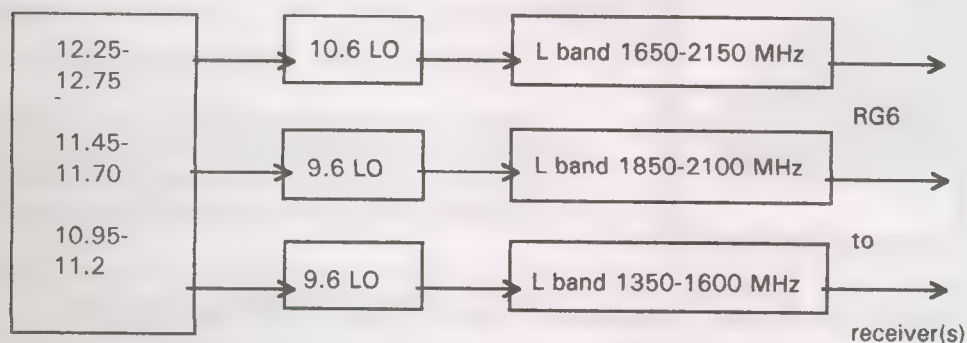 12.25-
12.75
10.6 LO
L band 1650-2150 MHz
RG6
11.45-
11.70
9.6 LO
L band 1850-2100 MHz
to
10.95-
11.2
9.6 LO
L band 1350-1600 MHz
receiver(s)